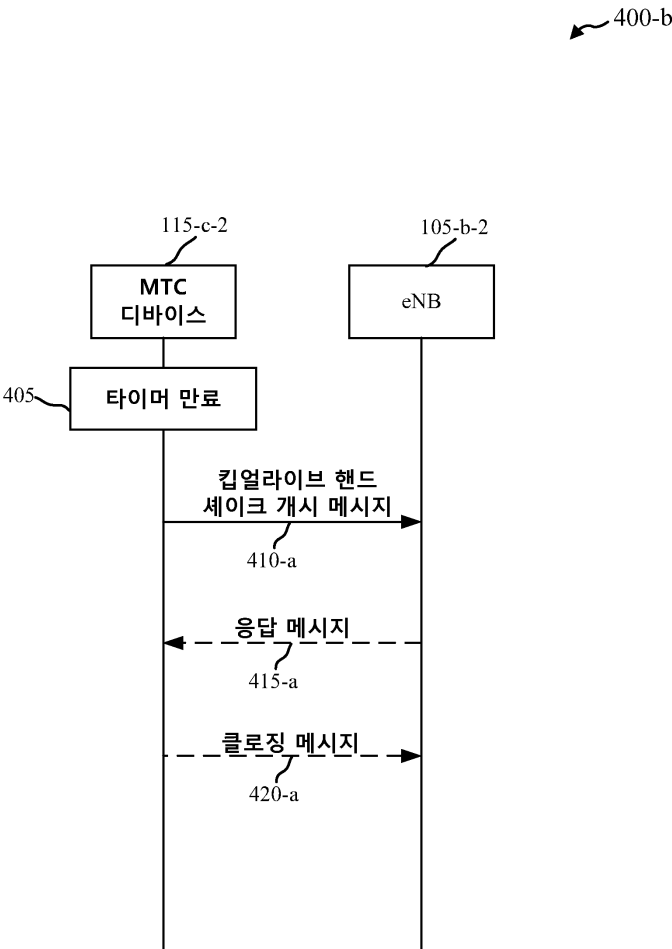 400-b
115-c-2
105-b-2
MTC
디바이스
eNB
405
타이머 만료
킵얼라이브 핸드
셰이크 개시 메시지
410-a
응답 메시지
415-a
클로징 메시지
420-a